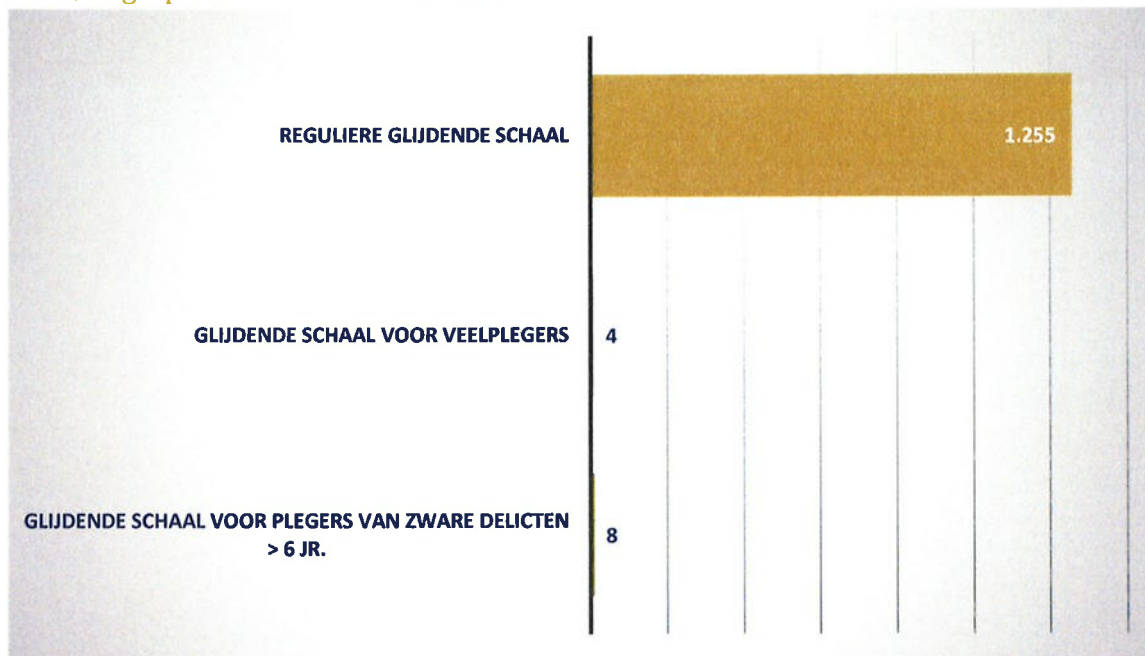 REGULIERE GLIJDENDE SCHAAL
1.255
GLIJDENDE SCHAAL VOOR VEELPLEGERS
4
GLIJDENDE SCHAAL VOOR PLEGERS VAN ZWARE DELICTEN
> 6 JR.
8